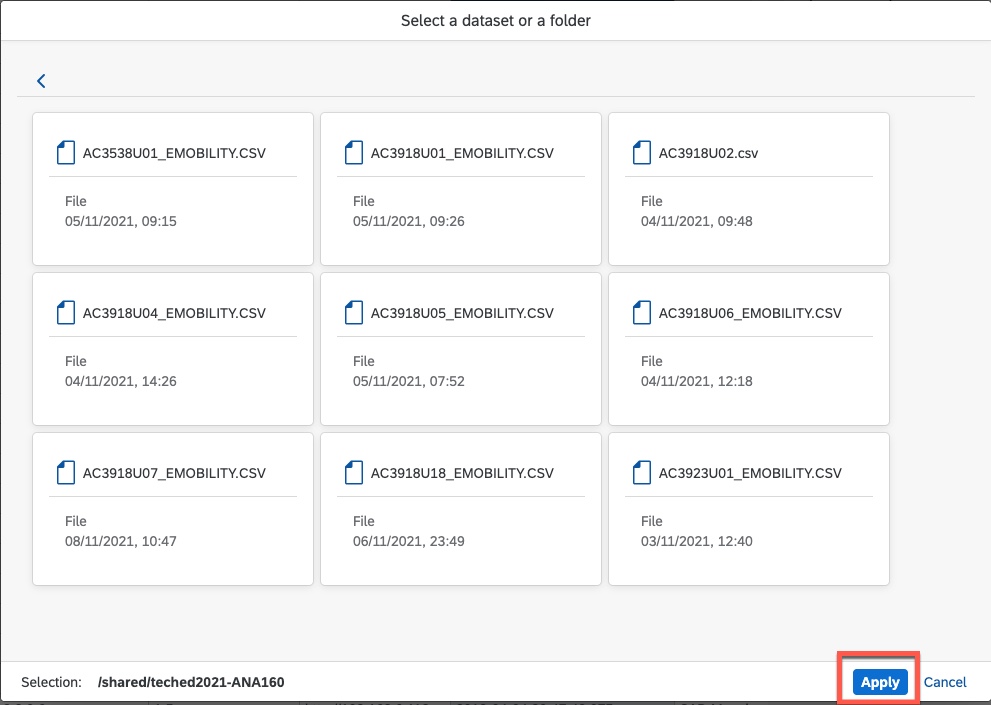 Select a dataset or a folder
AC3538U01_EMOBILITY.CSV
File
05/11/2021, 09:15
AC3918U01_EMOBILITY.CSV
File
05/11/2021, 09:26
AC3918U02.csv
File
04/11/2021, 09:48
AC3918U04_EMOBILITY.CSV
File
04/11/2021, 14:26
AC3918U05_EMOBILITY.CSV
File
05/11/2021, 07:52
AC3918U06_EMOBILITY.CSV
File
04/11/2021, 12:18
AC3918U07_EMOBILITY.CSV
File
08/11/2021, 10:47
AC3918U18_EMOBILITY.CSV
File
06/11/2021, 23:49
AC3923U01_EMOBILITY.CSV
File
03/11/2021, 12:40
Selection: /shared/teched2021-ANA160
Apply
Cancel